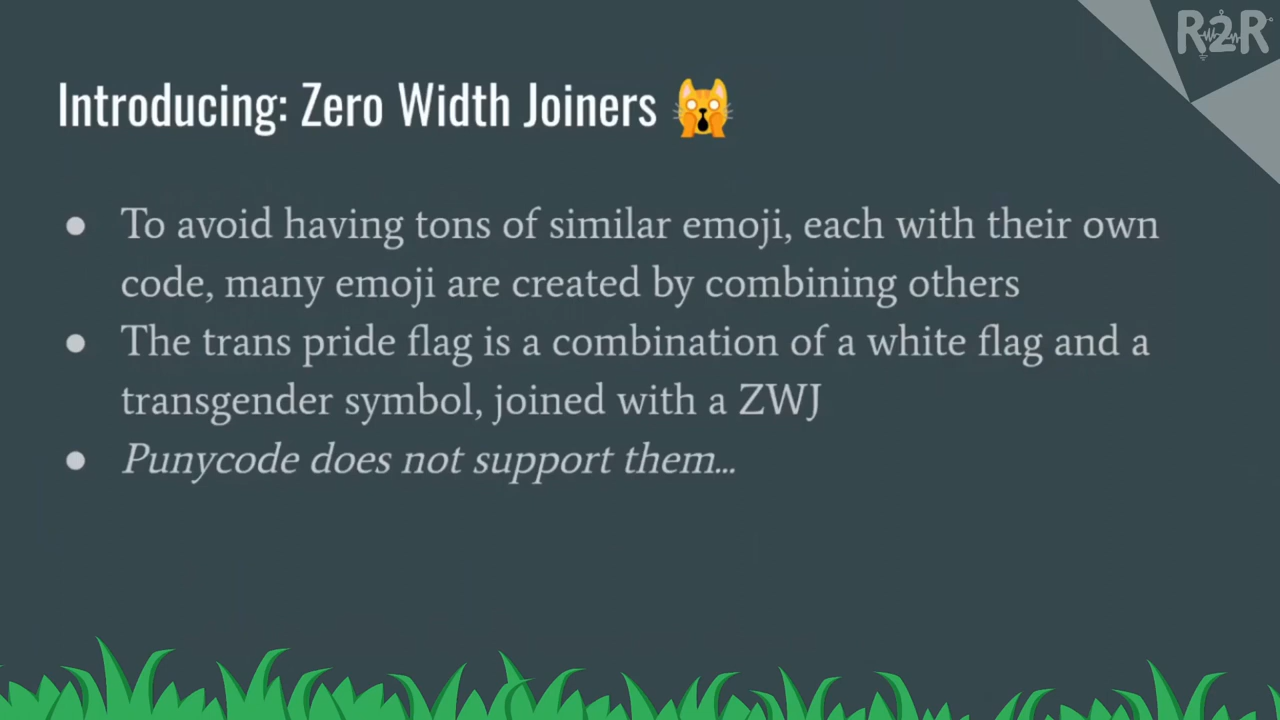 R2R
Introducing: Zero Width Joiners 🙀
● To avoid having tons of similar emoji, each with their own
code, many emoji are created by combining others
● The trans pride flag is a combination of a white flag and a
transgender symbol, joined with a ZWJ
● Punycode does not support them...